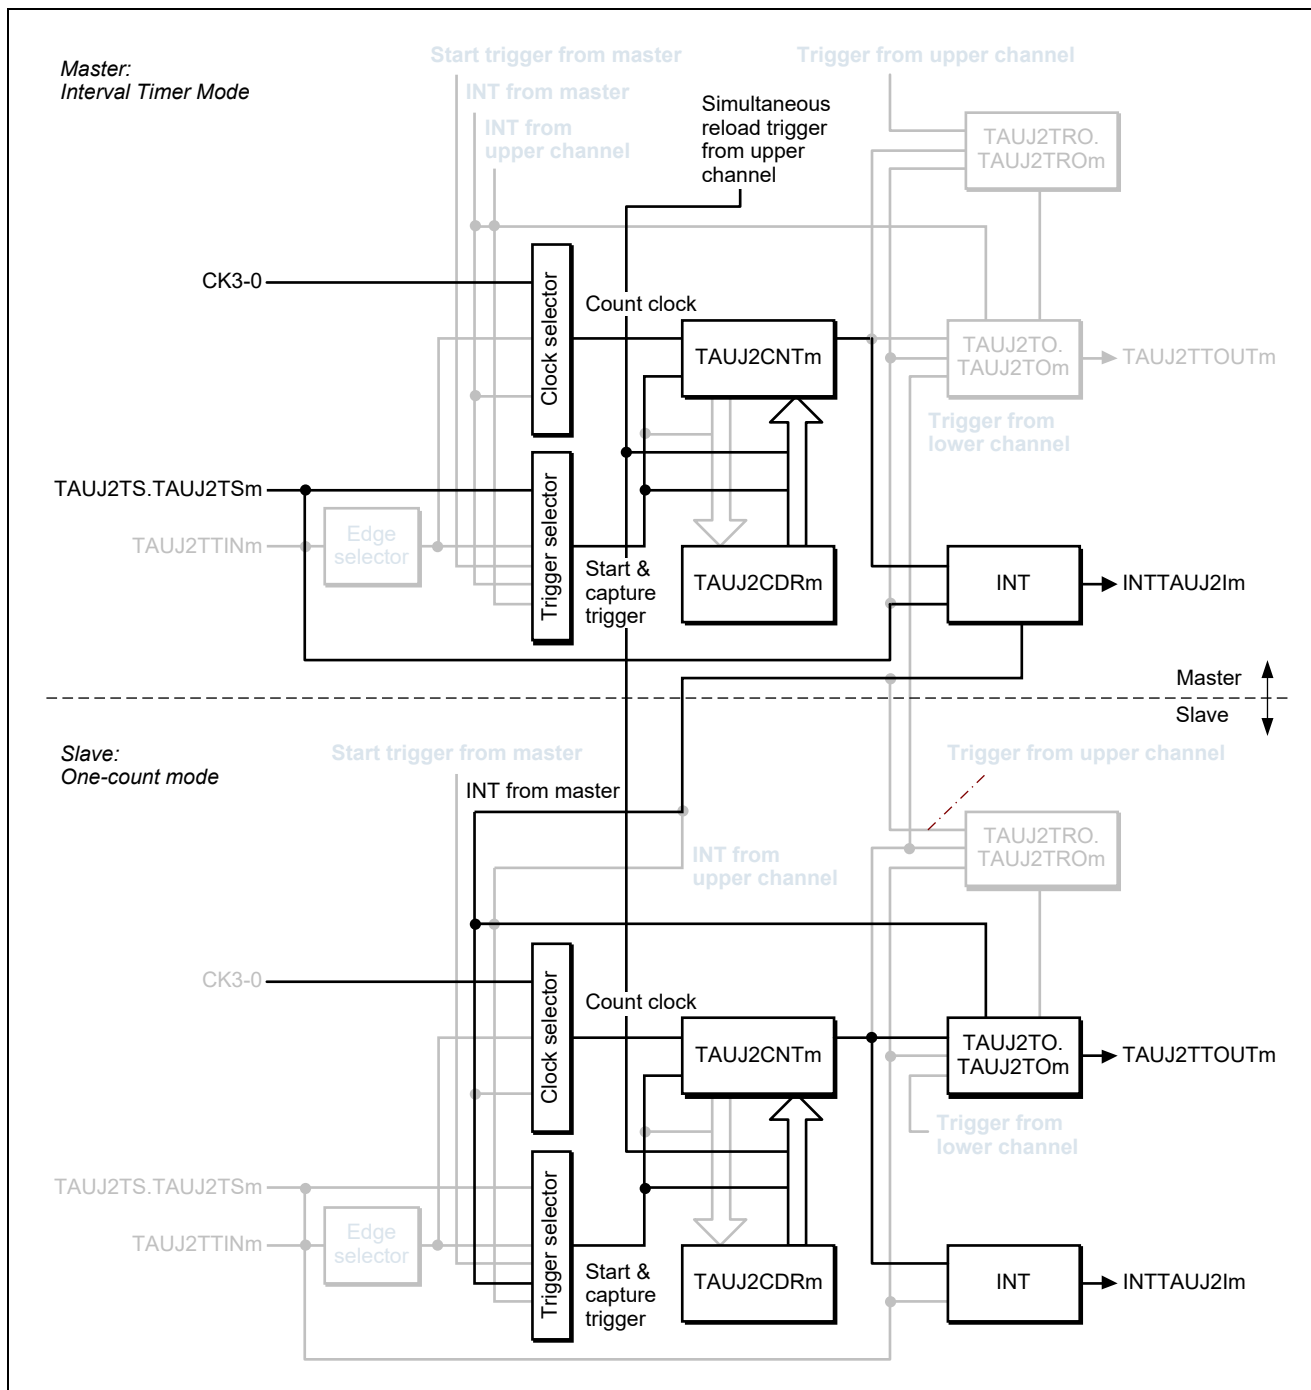 Master:
Interval Timer Mode
Start trigger from master
INT from master
INT from
upper channel
Simultaneous
reload trigger
from upper
channel
Trigger from upper channel
TAUJ2TRO.
TAUJ2TROm
CK3-0
Clock selector
Count clock
TAUJ2CNTm
TAUJ2TO.
TAUJ2TOm
TAUJ2TTOUTm
Trigger from
lower channel
TAUJ2TS.TAUJ2TSm
TAUJ2TTINm
Edge
selector
Trigger selector
Start &
capture
trigger
TAUJ2CDRm
INT
INTTAUJ2Im
Master
Slave
Slave:
One-count mode
Start trigger from master
INT from master
INT from
upper channel
Trigger from upper channel
TAUJ2TRO.
TAUJ2TROm
CK3-0
Clock selector
Count clock
TAUJ2CNTm
TAUJ2TO.
TAUJ2TOm
TAUJ2TTOUTm
Trigger from
lower channel
TAUJ2TS.TAUJ2TSm
TAUJ2TTINm
Edge
selector
Trigger selector
Start &
capture
trigger
TAUJ2CDRm
INT
INTTAUJ2Im